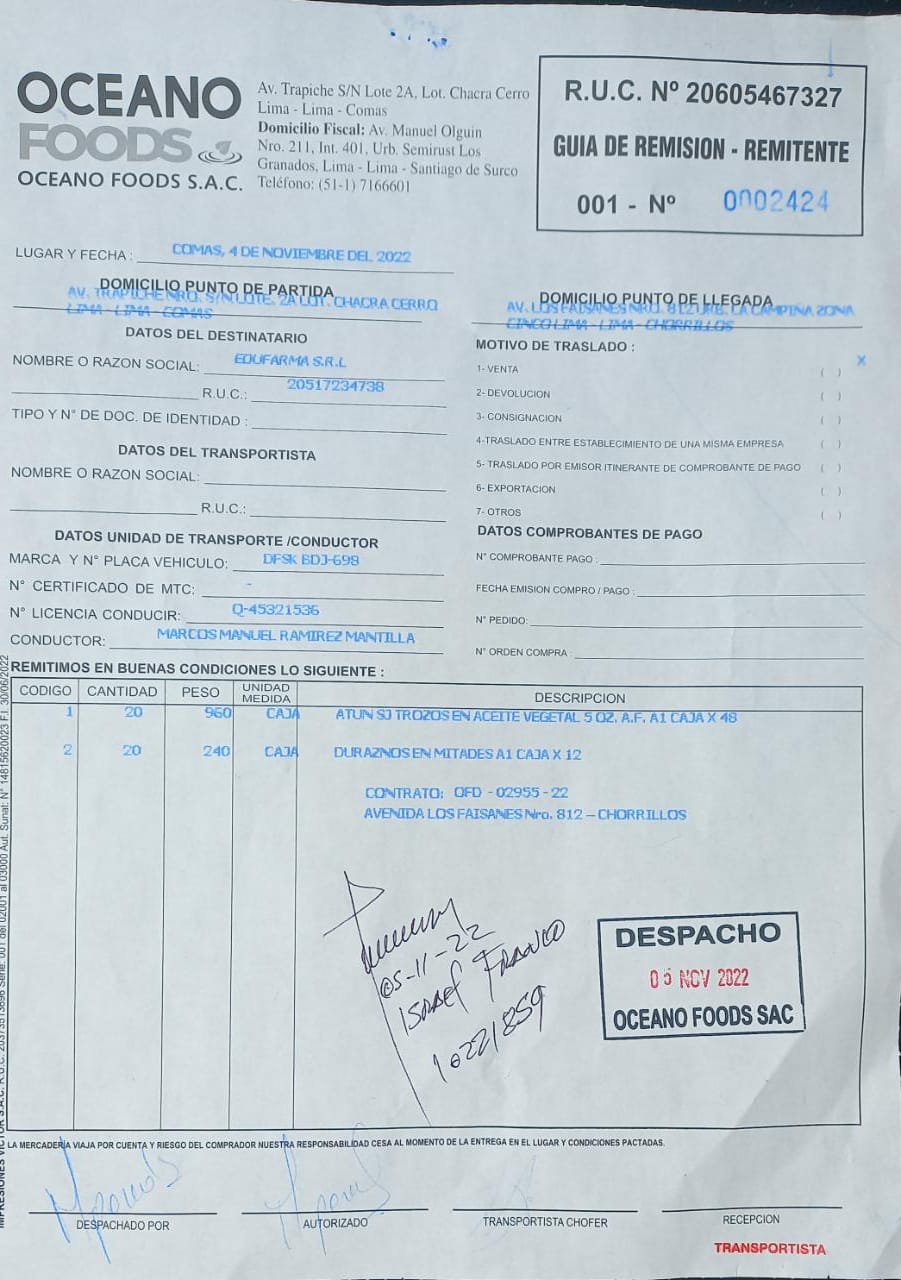 OCEANO
FOODS
OCEANO FOODS S.A.C.
Av. Trapiche S/N Lote 2A, Lot. Chacra Cerro
Lima - Lima - Comas
Domicilio Fiscal: Av. Manuel Olguin
Nro. 211, Int. 401, Urb. Semirust Los
Granados, Lima - Lima - Santiago de Surco
Teléfono: (51-1) 7166601
R.U.C. Nº 20605467327
GUIA DE REMISION - REMITENTE
001 - Nº 0002424
LUGAR Y FECHA : COMAS, 4 DE NOVIEMBRE DEL 2022
DOMICILIO PUNTO DE PARTIDA
AV. TRAPICHE NRO. S/N LOTE. 2A LOT. CHACRA CERRO
LIMA - LIMA - COMAS
DOMICILIO PUNTO DE LLEGADA
AV. LOS FAISANES NRO. 812 URB. LA CAMPIÑA ZONA
CINCO LIMA - LIMA - CHORRILLOS
DATOS DEL DESTINATARIO
NOMBRE O RAZON SOCIAL: EDUFARMA S.R.L
R.U.C.: 20517234738
TIPO Y N° DE DOC. DE IDENTIDAD :
DATOS DEL TRANSPORTISTA
NOMBRE O RAZON SOCIAL:
R.U.C.:
DATOS UNIDAD DE TRANSPORTE /CONDUCTOR
MARCA Y N° PLACA VEHICULO: DFSK BDJ-698
N° CERTIFICADO DE MTC: -
N° LICENCIA CONDUCIR: Q-45321536
CONDUCTOR: MARCOS MANUEL RAMIREZ MANTILLA
MOTIVO DE TRASLADO :
1- VENTA ( ) X
2- DEVOLUCION ( )
3- CONSIGNACION ( )
4-TRASLADO ENTRE ESTABLECIMIENTO DE UNA MISMA EMPRESA ( )
5- TRASLADO POR EMISOR ITINERANTE DE COMPROBANTE DE PAGO ( )
6- EXPORTACION ( )
7- OTROS ( )
DATOS COMPROBANTES DE PAGO
N° COMPROBANTE PAGO :
FECHA EMISION COMPRO / PAGO :
N° PEDIDO:
N° ORDEN COMPRA :
REMITIMOS EN BUENAS CONDICIONES LO SIGUIENTE :
CODIGO CANTIDAD PESO UNIDAD MEDIDA DESCRIPCION
1 20 960 CAJA ATUN SJ TROZOS EN ACEITE VEGETAL 5 OZ. A.F. A1 CAJA X 48
2 20 240 CAJA DURAZNOS EN MITADES A1 CAJA X 12
CONTRATO: OFD - 02955 - 22
AVENIDA LOS FAISANES Nro. 812 – CHORRILLOS
05-11-22
ISRAEL FRANCO
10221859
DESPACHO
05 NOV 2022
OCEANO FOODS SAC
LA MERCADERÍA VIAJA POR CUENTA Y RIESGO DEL COMPRADOR NUESTRA RESPONSABILIDAD CESA AL MOMENTO DE LA ENTREGA EN EL LUGAR Y CONDICIONES PACTADAS.
DESPACHADO POR
AUTORIZADO
TRANSPORTISTA CHOFER
RECEPCION
TRANSPORTISTA